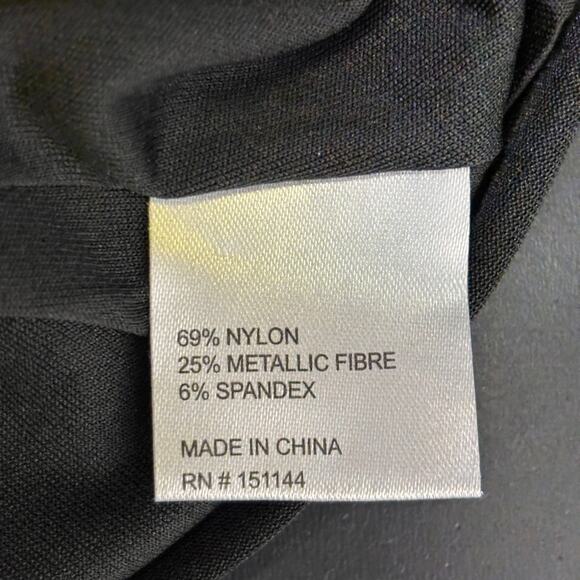 69% NYLON
25% METALLIC FIBRE
6% SPANDEX
MADE IN CHINA
RN # 151144